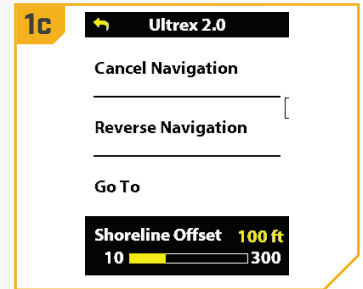 1c
Ultrex 2.0
Cancel Navigation
Reverse Navigation
Go To
Shoreline Offset 100 ft
10 300